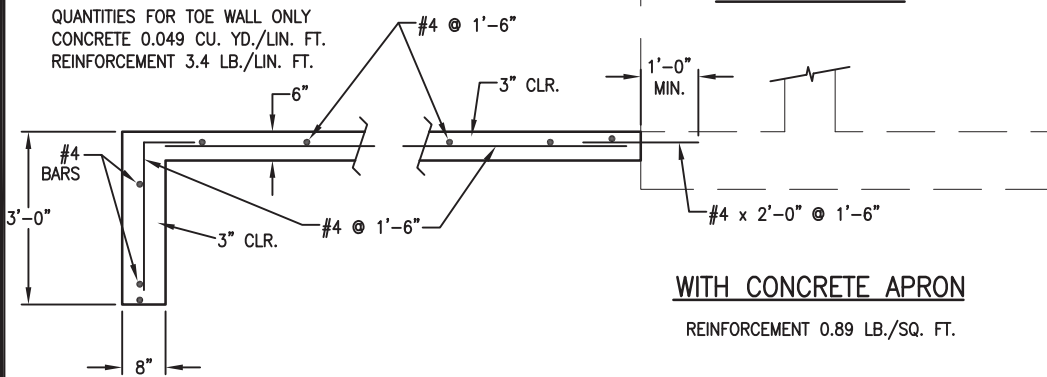 QUANTITIES FOR TOE WALL ONLY
CONCRETE 0.049 CU. YD./LIN. FT.
REINFORCEMENT 3.4 LB./LIN. FT.
#4 @ 1'-6"
6"
3" CLR.
1'-0"
MIN.
#4
BARS
3'-0"
3" CLR.
#4 @ 1'-6"
#4 x 2'-0" @ 1'-6"
8"
WITH CONCRETE APRON
REINFORCEMENT 0.89 LB./SQ. FT.